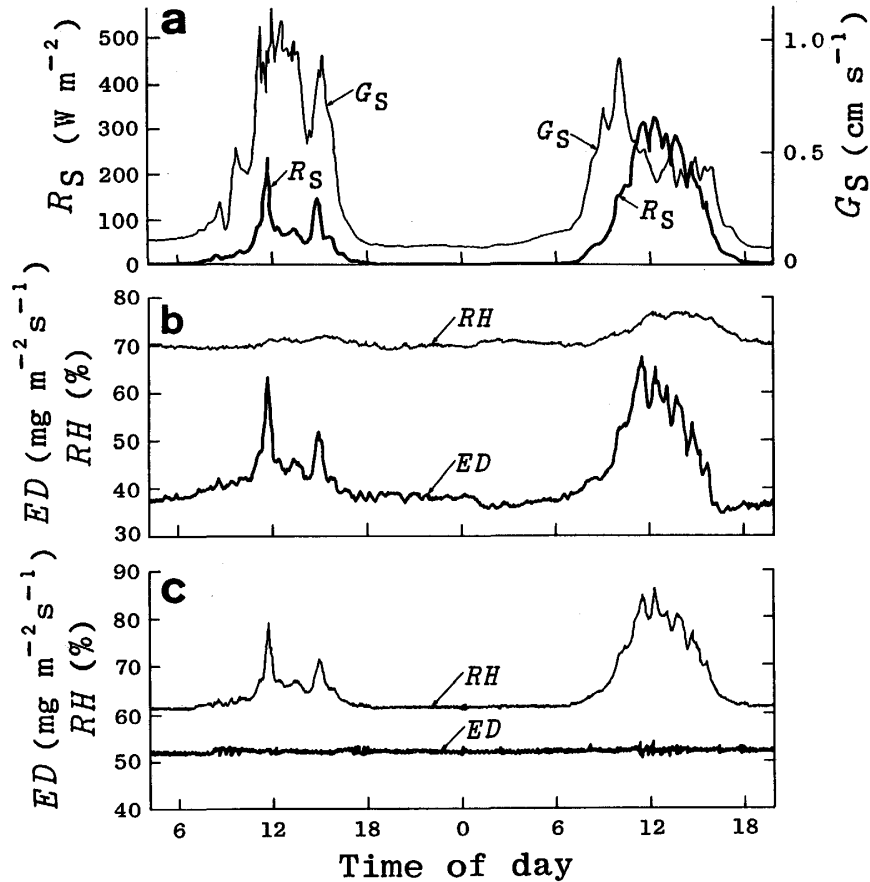 a
500
400
300
200
100
0
R_S (W m^-2)
G_S
R_S
G_S
R_S
1.0
0.5
0
G_S (cm s^-1)
b
80
70
60
50
40
30
ED (mg m^-2 s^-1)
RH (%)
RH
ED
c
90
80
70
60
50
40
ED (mg m^-2 s^-1)
RH (%)
RH
ED
6 12 18 0 6 12 18
Time of day